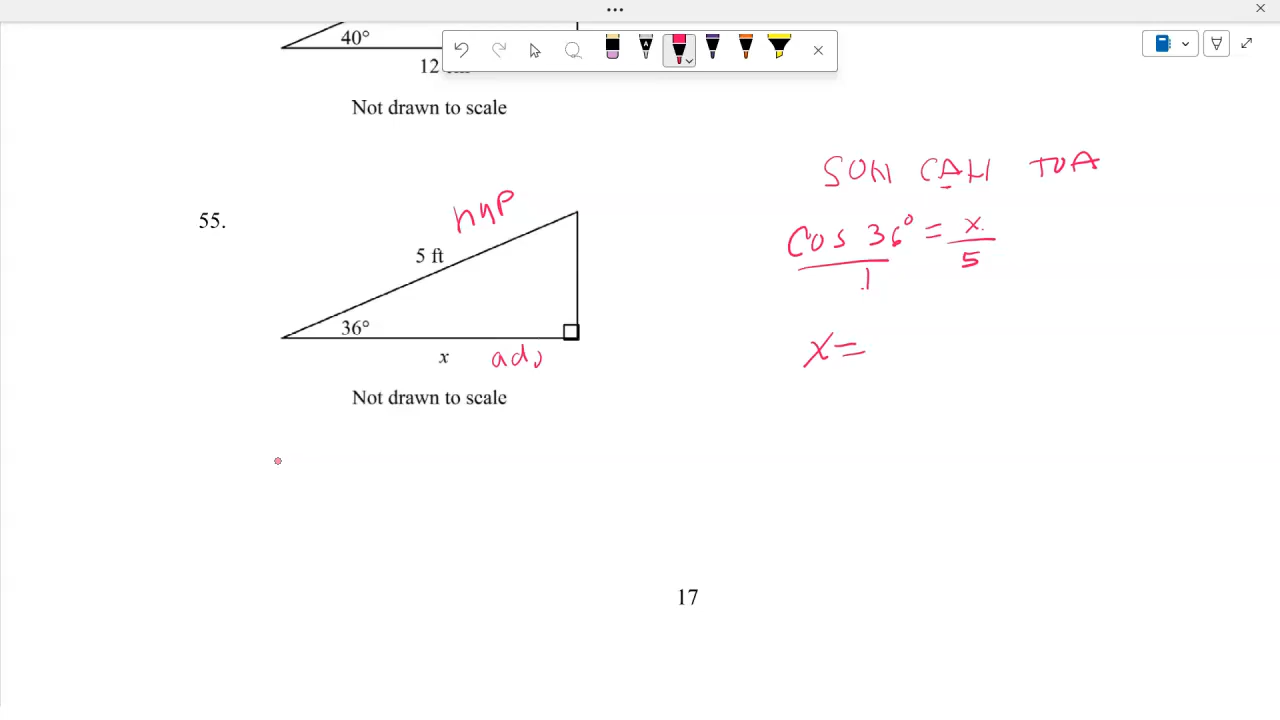 40°
12
Not drawn to scale
SOH CAH TOA
55.
hyp
5 ft
cos 36° = x/5
1
36°
x adj
x =
Not drawn to scale
17